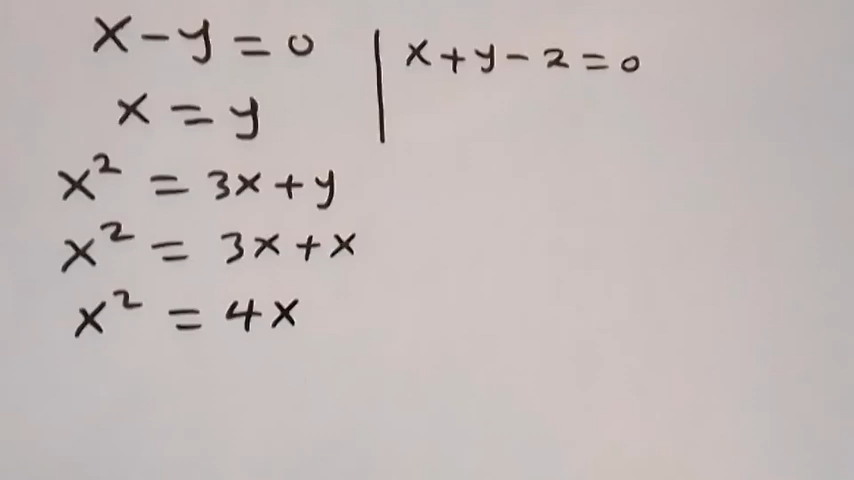 x - y = 0 | x + y - 2 = 0
x = y
x² = 3x + y
x² = 3x + x
x² = 4x